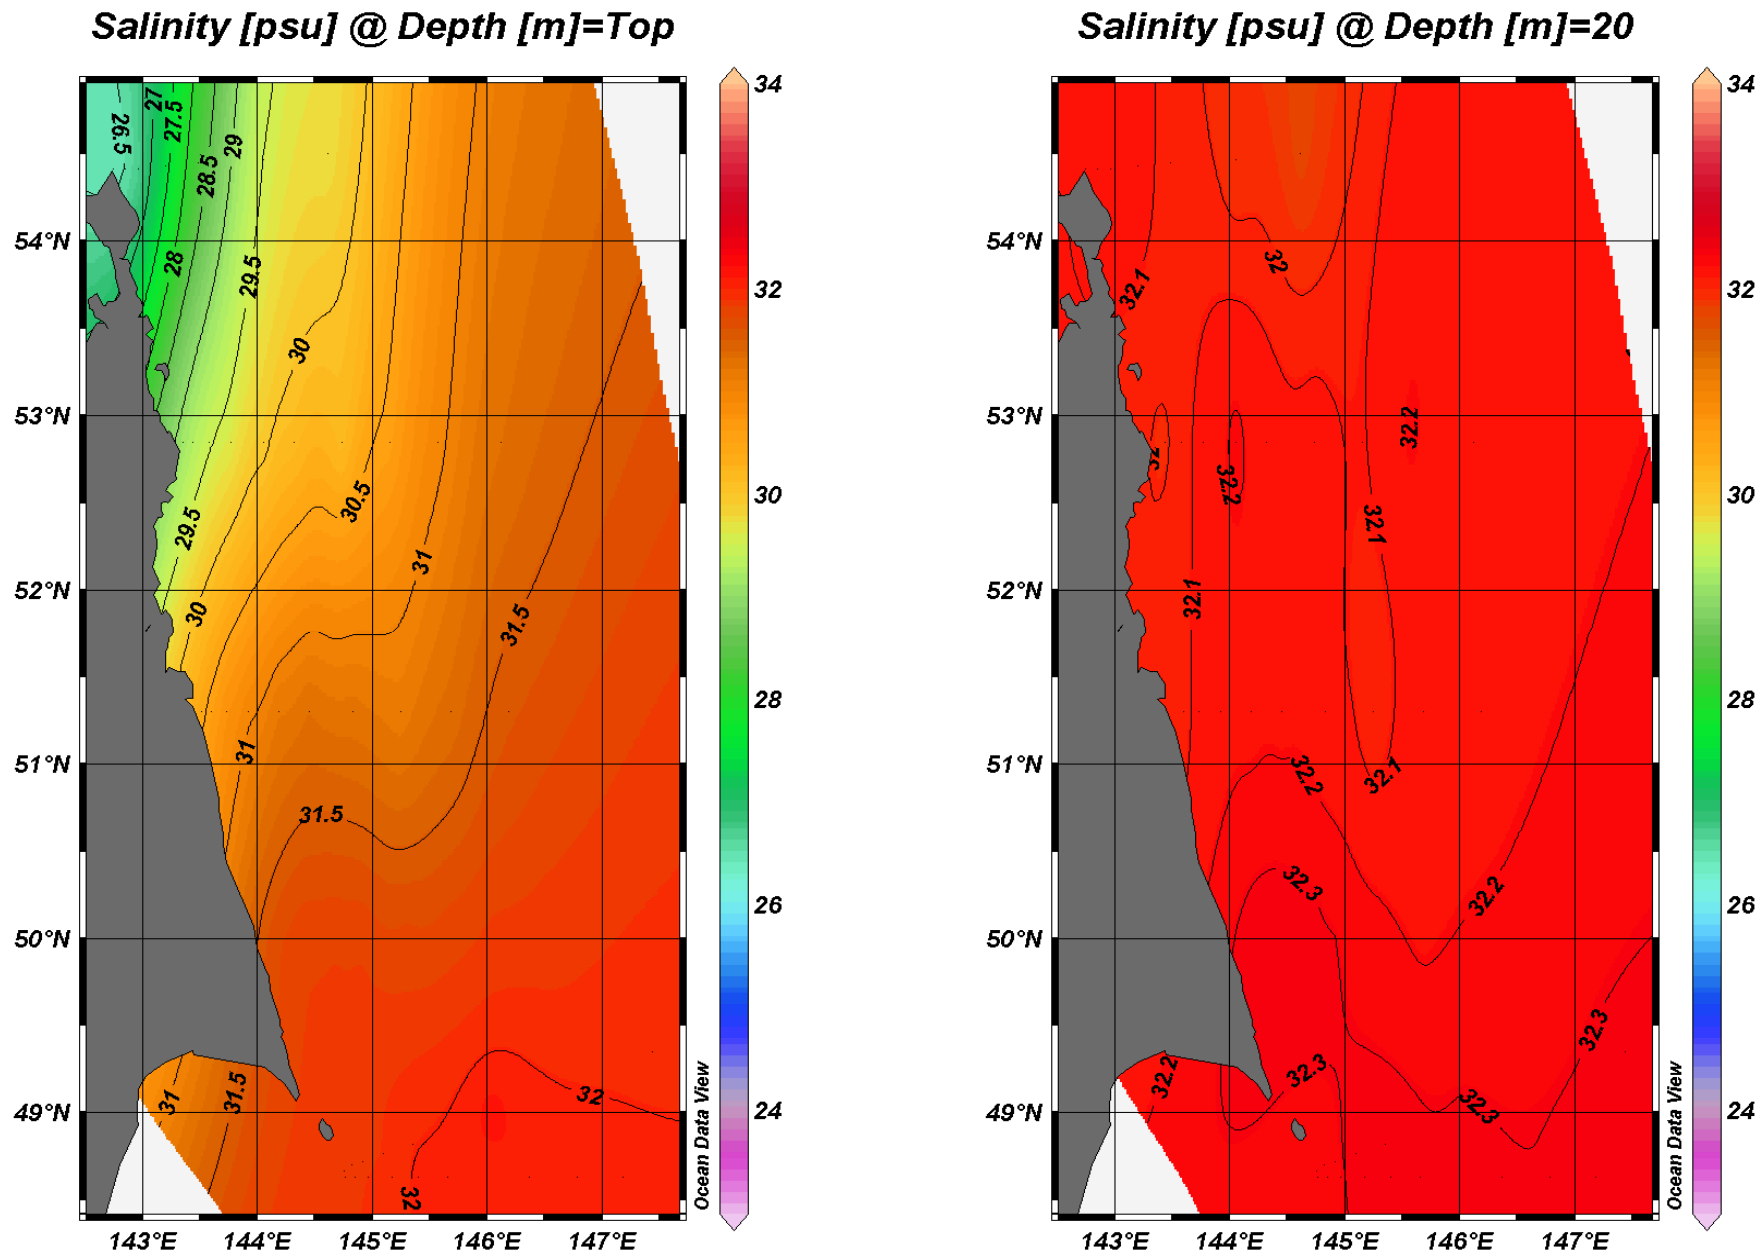 Salinity [psu] @ Depth [m]=Top
26.5
27
27.5
28
28.5
29
29.5
30
30.5
31
31.5
29.5
30
31
31.5
31
31.5
32
32
54°N
53°N
52°N
51°N
50°N
49°N
143°E 144°E 145°E 146°E 147°E
34
32
30
28
26
24
Ocean Data View
Salinity [psu] @ Depth [m]=20
32.1
32
32
32.2
32.2
32.1
32.1
32.1
32.2
32.3
32.2
32.3
32.2
32.3
32.3
54°N
53°N
52°N
51°N
50°N
49°N
143°E 144°E 145°E 146°E 147°E
34
32
30
28
26
24
Ocean Data View